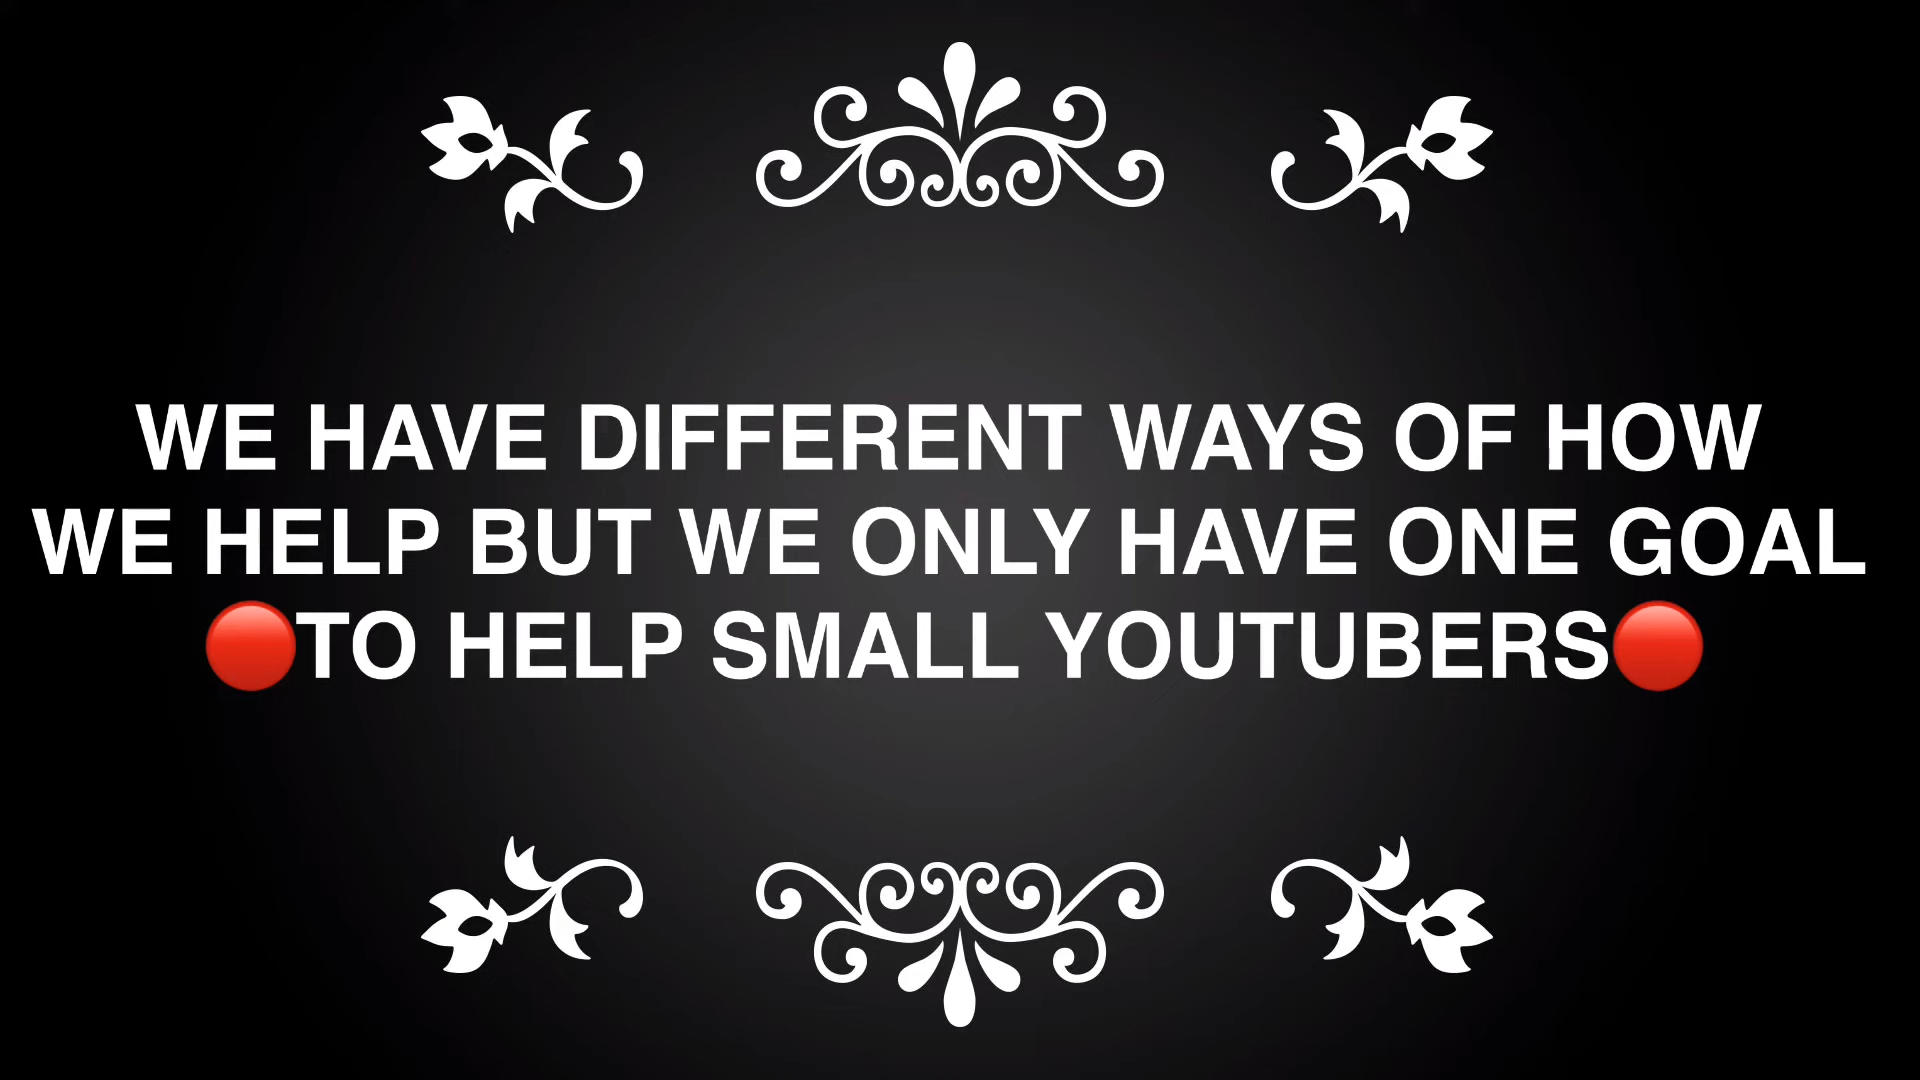 WE HAVE DIFFERENT WAYS OF HOW
WE HELP BUT WE ONLY HAVE ONE GOAL
🔴TO HELP SMALL YOUTUBERS🔴